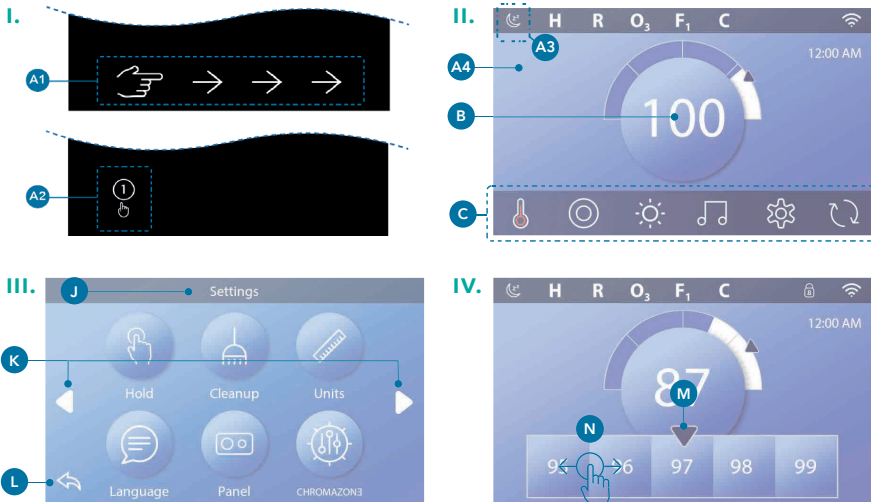 I.
A1
1
A2
II.
H R O3 F1 C
A3
12:00 AM
A4
B
100
C
III.
J
Settings
K
Hold Cleanup Units
L
Language Panel CHROMAZON3
IV.
H R O3 F1 C
12:00 AM
87
M
N
97 98 99